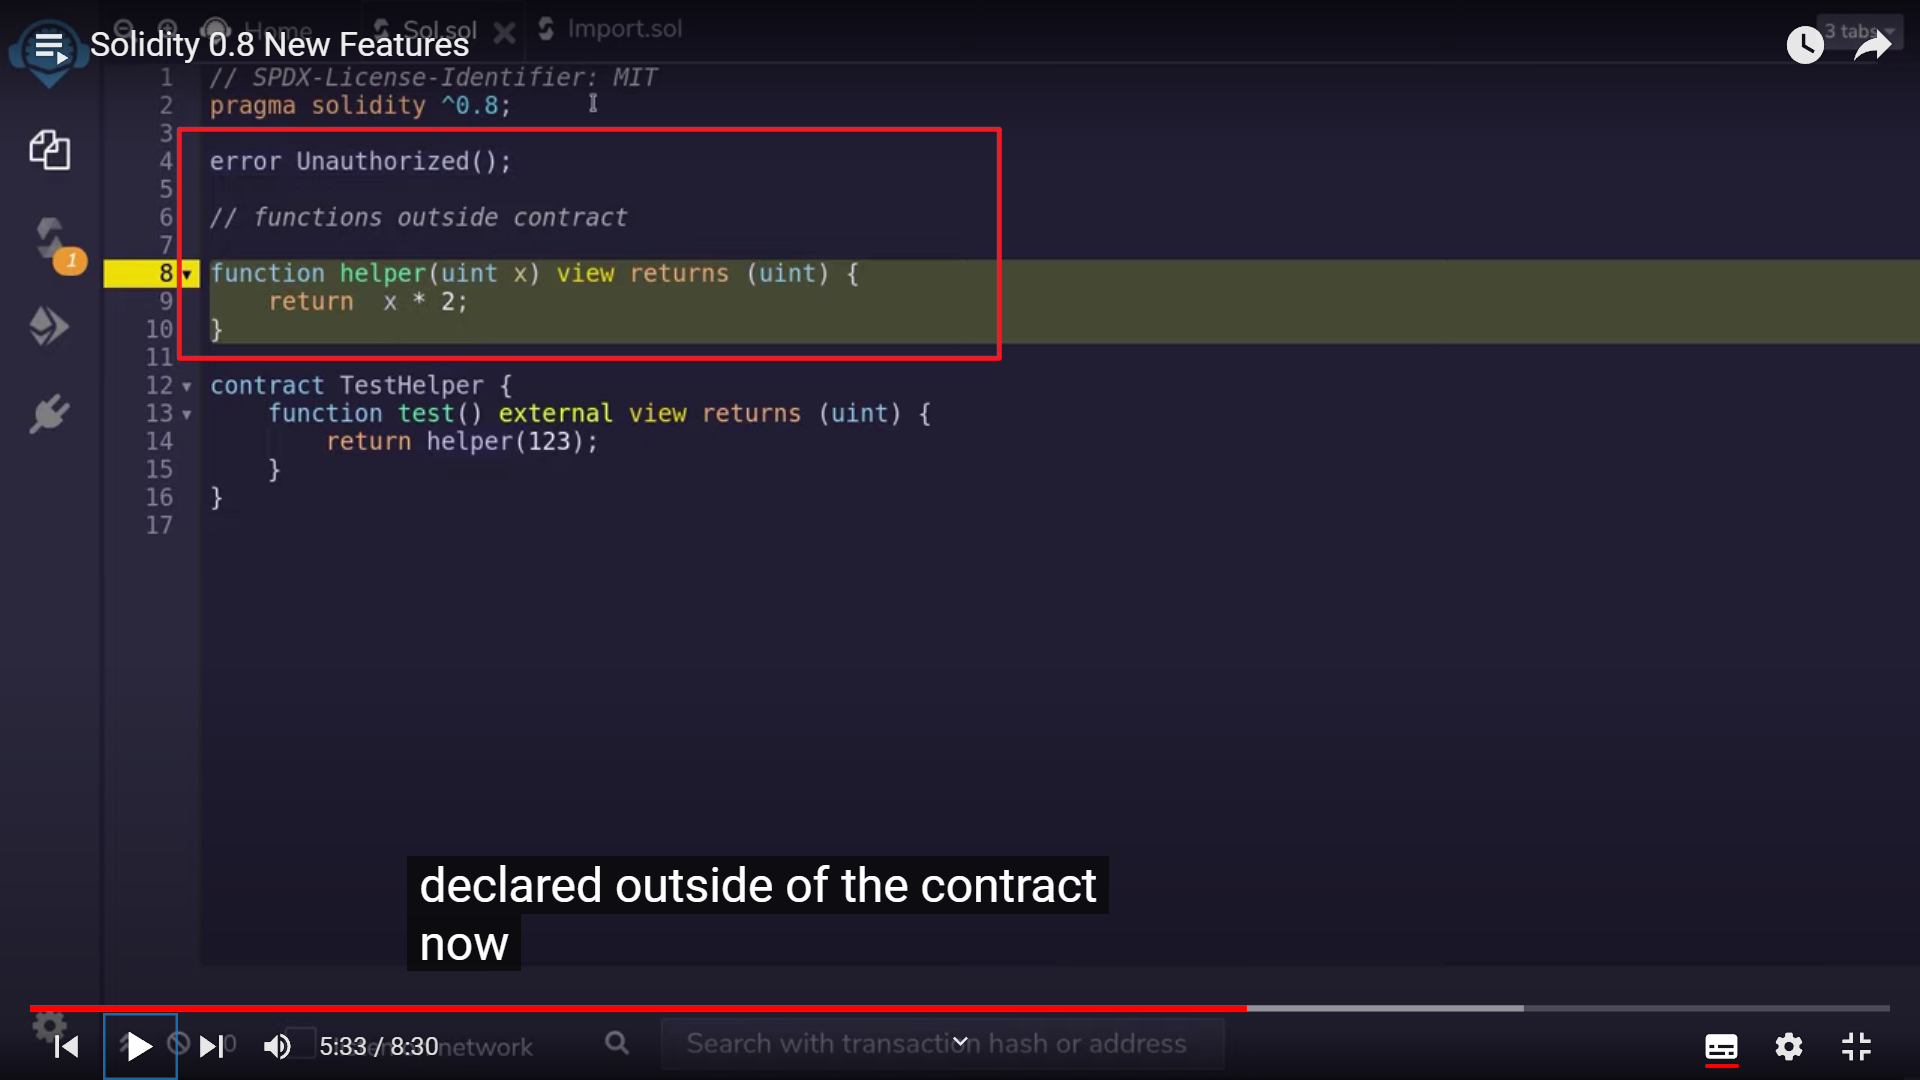 Home
Sol.sol
Import.sol
3 tabs
Solidity 0.8 New Features
1 // SPDX-License-Identifier: MIT
2 pragma solidity ^0.8;
3
4 error Unauthorized();
5
6 // functions outside contract
7
8 function helper(uint x) view returns (uint) {
9 return  x * 2;
10 }
11
12 contract TestHelper {
13 function test() external view returns (uint) {
14 return helper(123);
15 }
16 }
17
1
declared outside of the contract
now
5:33 / 8:30
0
network
Search with transaction hash or address